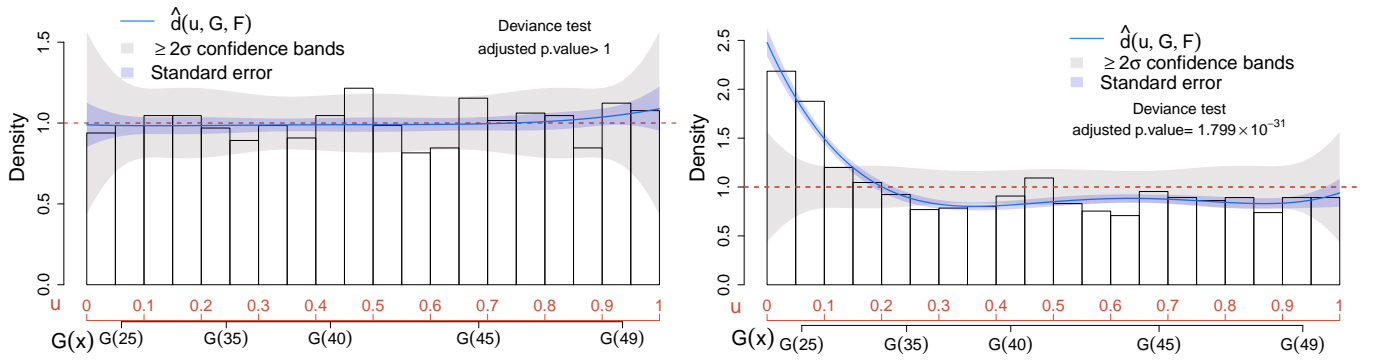 d̂(u, G, F)
≥ 2σ confidence bands
Standard error
Deviance test
adjusted p.value> 1
Density
0.0 0.5 1.0 1.5
u 0 0.1 0.2 0.3 0.4 0.5 0.6 0.7 0.8 0.9 1
G(x) G(25) G(35) G(40) G(45) G(49)
d̂(u, G, F)
≥ 2σ confidence bands
Standard error
Deviance test
adjusted p.value= 1.799 × 10⁻³¹
Density
0.0 0.5 1.0 1.5 2.0 2.5
u 0 0.1 0.2 0.3 0.4 0.5 0.6 0.7 0.8 0.9 1
G(x) G(25) G(35) G(40) G(45) G(49)